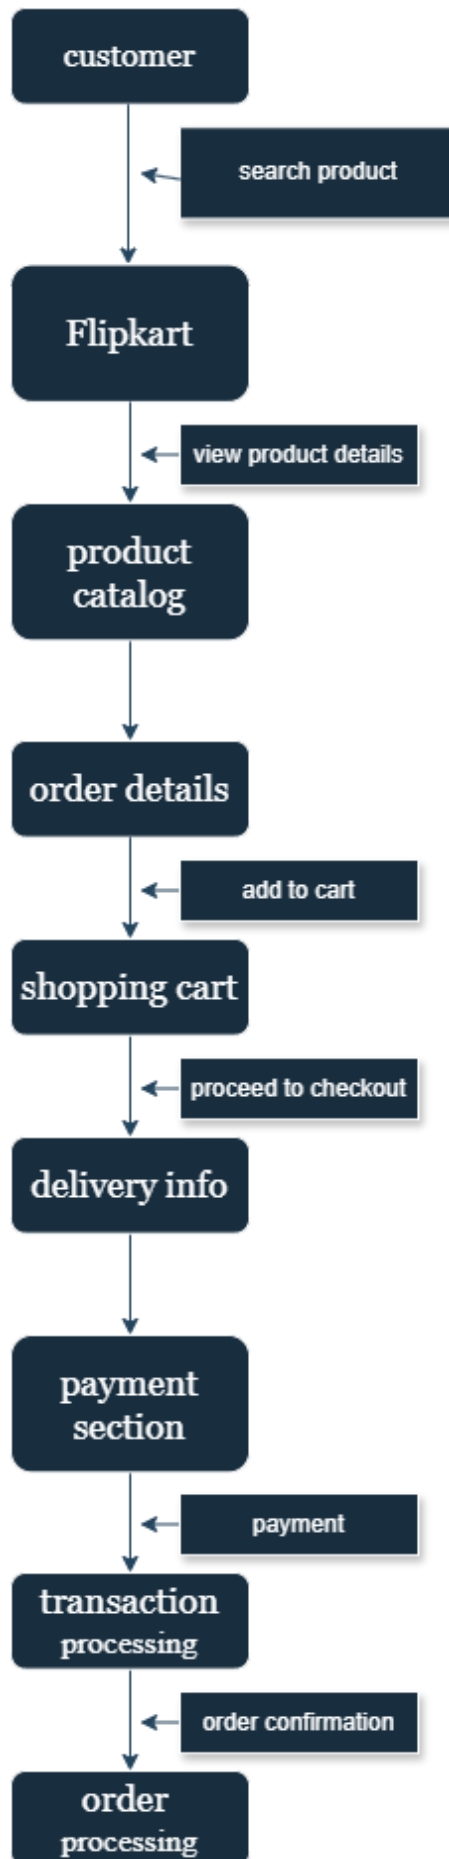 customer
search product
Flipkart
view product details
product
catalog
order details
add to cart
shopping cart
proceed to checkout
delivery info
payment
section
payment
transaction
processing
order confirmation
order
processing